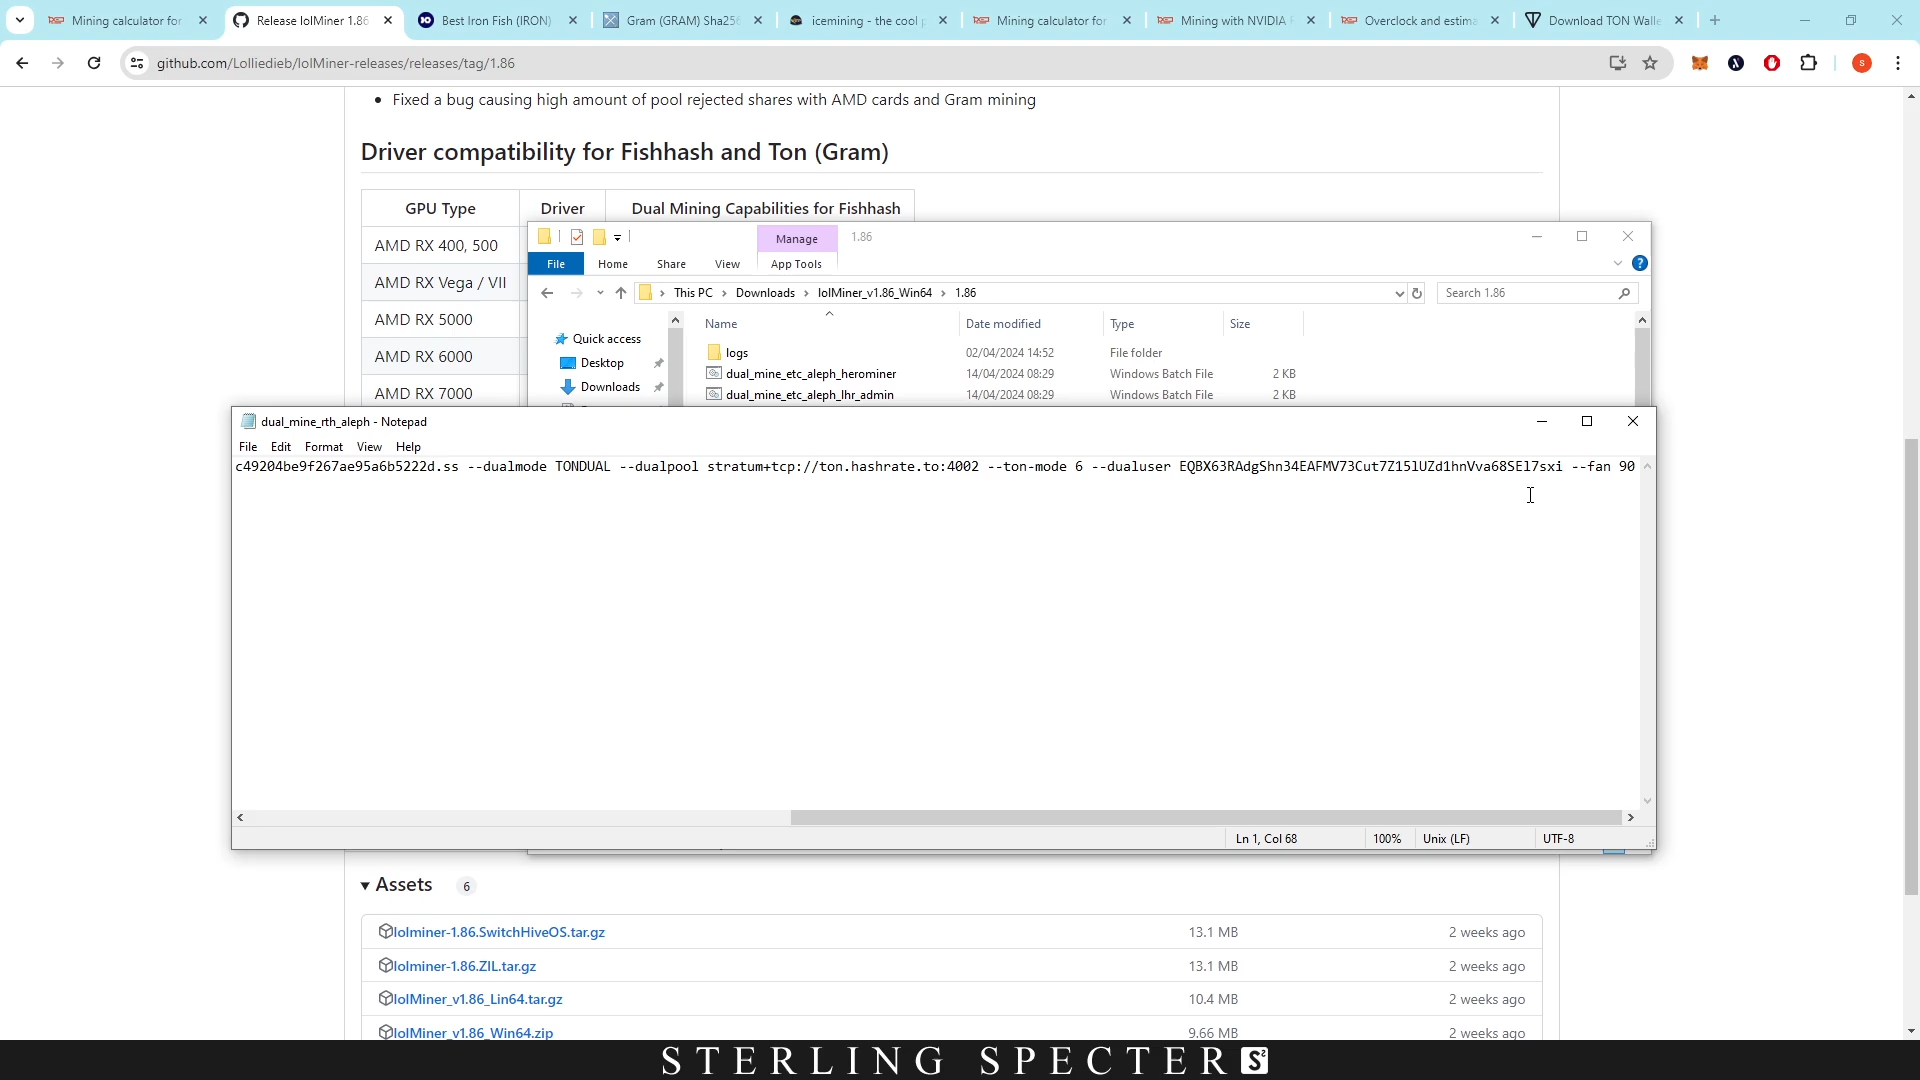 Mining calculator for
Release lolMiner 1.86
Best Iron Fish (IRON)
Gram (GRAM) Sha256
icemining - the cool p
Mining calculator for
Mining with NVIDIA
Overclock and estima
Download TON Walle
github.com/Lolliedieb/lolMiner-releases/releases/tag/1.86
S
Fixed a bug causing high amount of pool rejected shares with AMD cards and Gram mining
Driver compatibility for Fishhash and Ton (Gram)
GPU Type Driver Dual Mining Capabilities for Fishhash
AMD RX 400, 500
AMD RX Vega / VII
AMD RX 5000
AMD RX 6000
AMD RX 7000
Manage 1.86
File Home Share View App Tools
This PC > Downloads > lolMiner_v1.86_Win64 > 1.86
Search 1.86
Name Date modified Type Size
Quick access
Desktop
Downloads
logs 02/04/2024 14:52 File folder
dual_mine_etc_aleph_herominer 14/04/2024 08:29 Windows Batch File 2 KB
dual_mine_etc_aleph_lhr_admin 14/04/2024 08:29 Windows Batch File 2 KB
dual_mine_rth_aleph - Notepad
File Edit Format View Help
c49204be9f267ae95a6b5222d.ss --dualmode TONDUAL --dualpool stratum+tcp://ton.hashrate.to:4002 --ton-mode 6 --dualuser EQBX63RAdgShn34EAFMV73Cut7Z15lUZd1hnVva68SEl7sxi --fan 90
Ln 1, Col 68 100% Unix (LF) UTF-8
Assets 6
lolminer-1.86.SwitchHiveOS.tar.gz 13.1 MB 2 weeks ago
lolminer-1.86.ZIL.tar.gz 13.1 MB 2 weeks ago
lolMiner_v1.86_Lin64.tar.gz 10.4 MB 2 weeks ago
lolMiner_v1.86_Win64.zip 9.66 MB 2 weeks ago
STERLING SPECTER S²